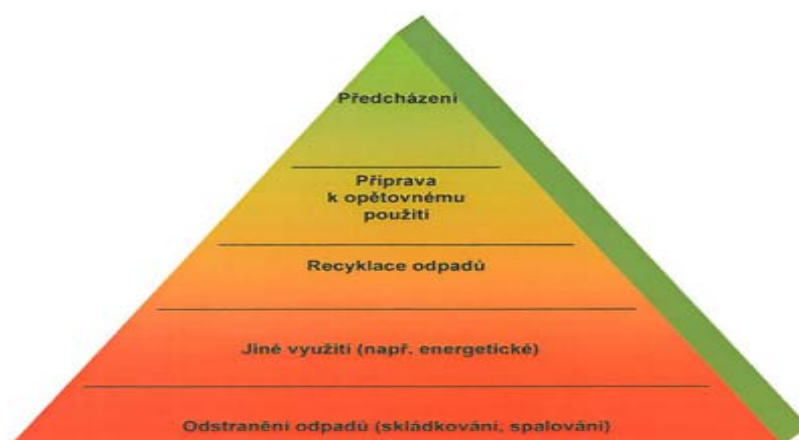 Předcházení
Příprava
k opětovnému
použití
Recyklace odpadů
Jiné využití (např. energetické)
Odstranění odpadů (skládkování, spalování)